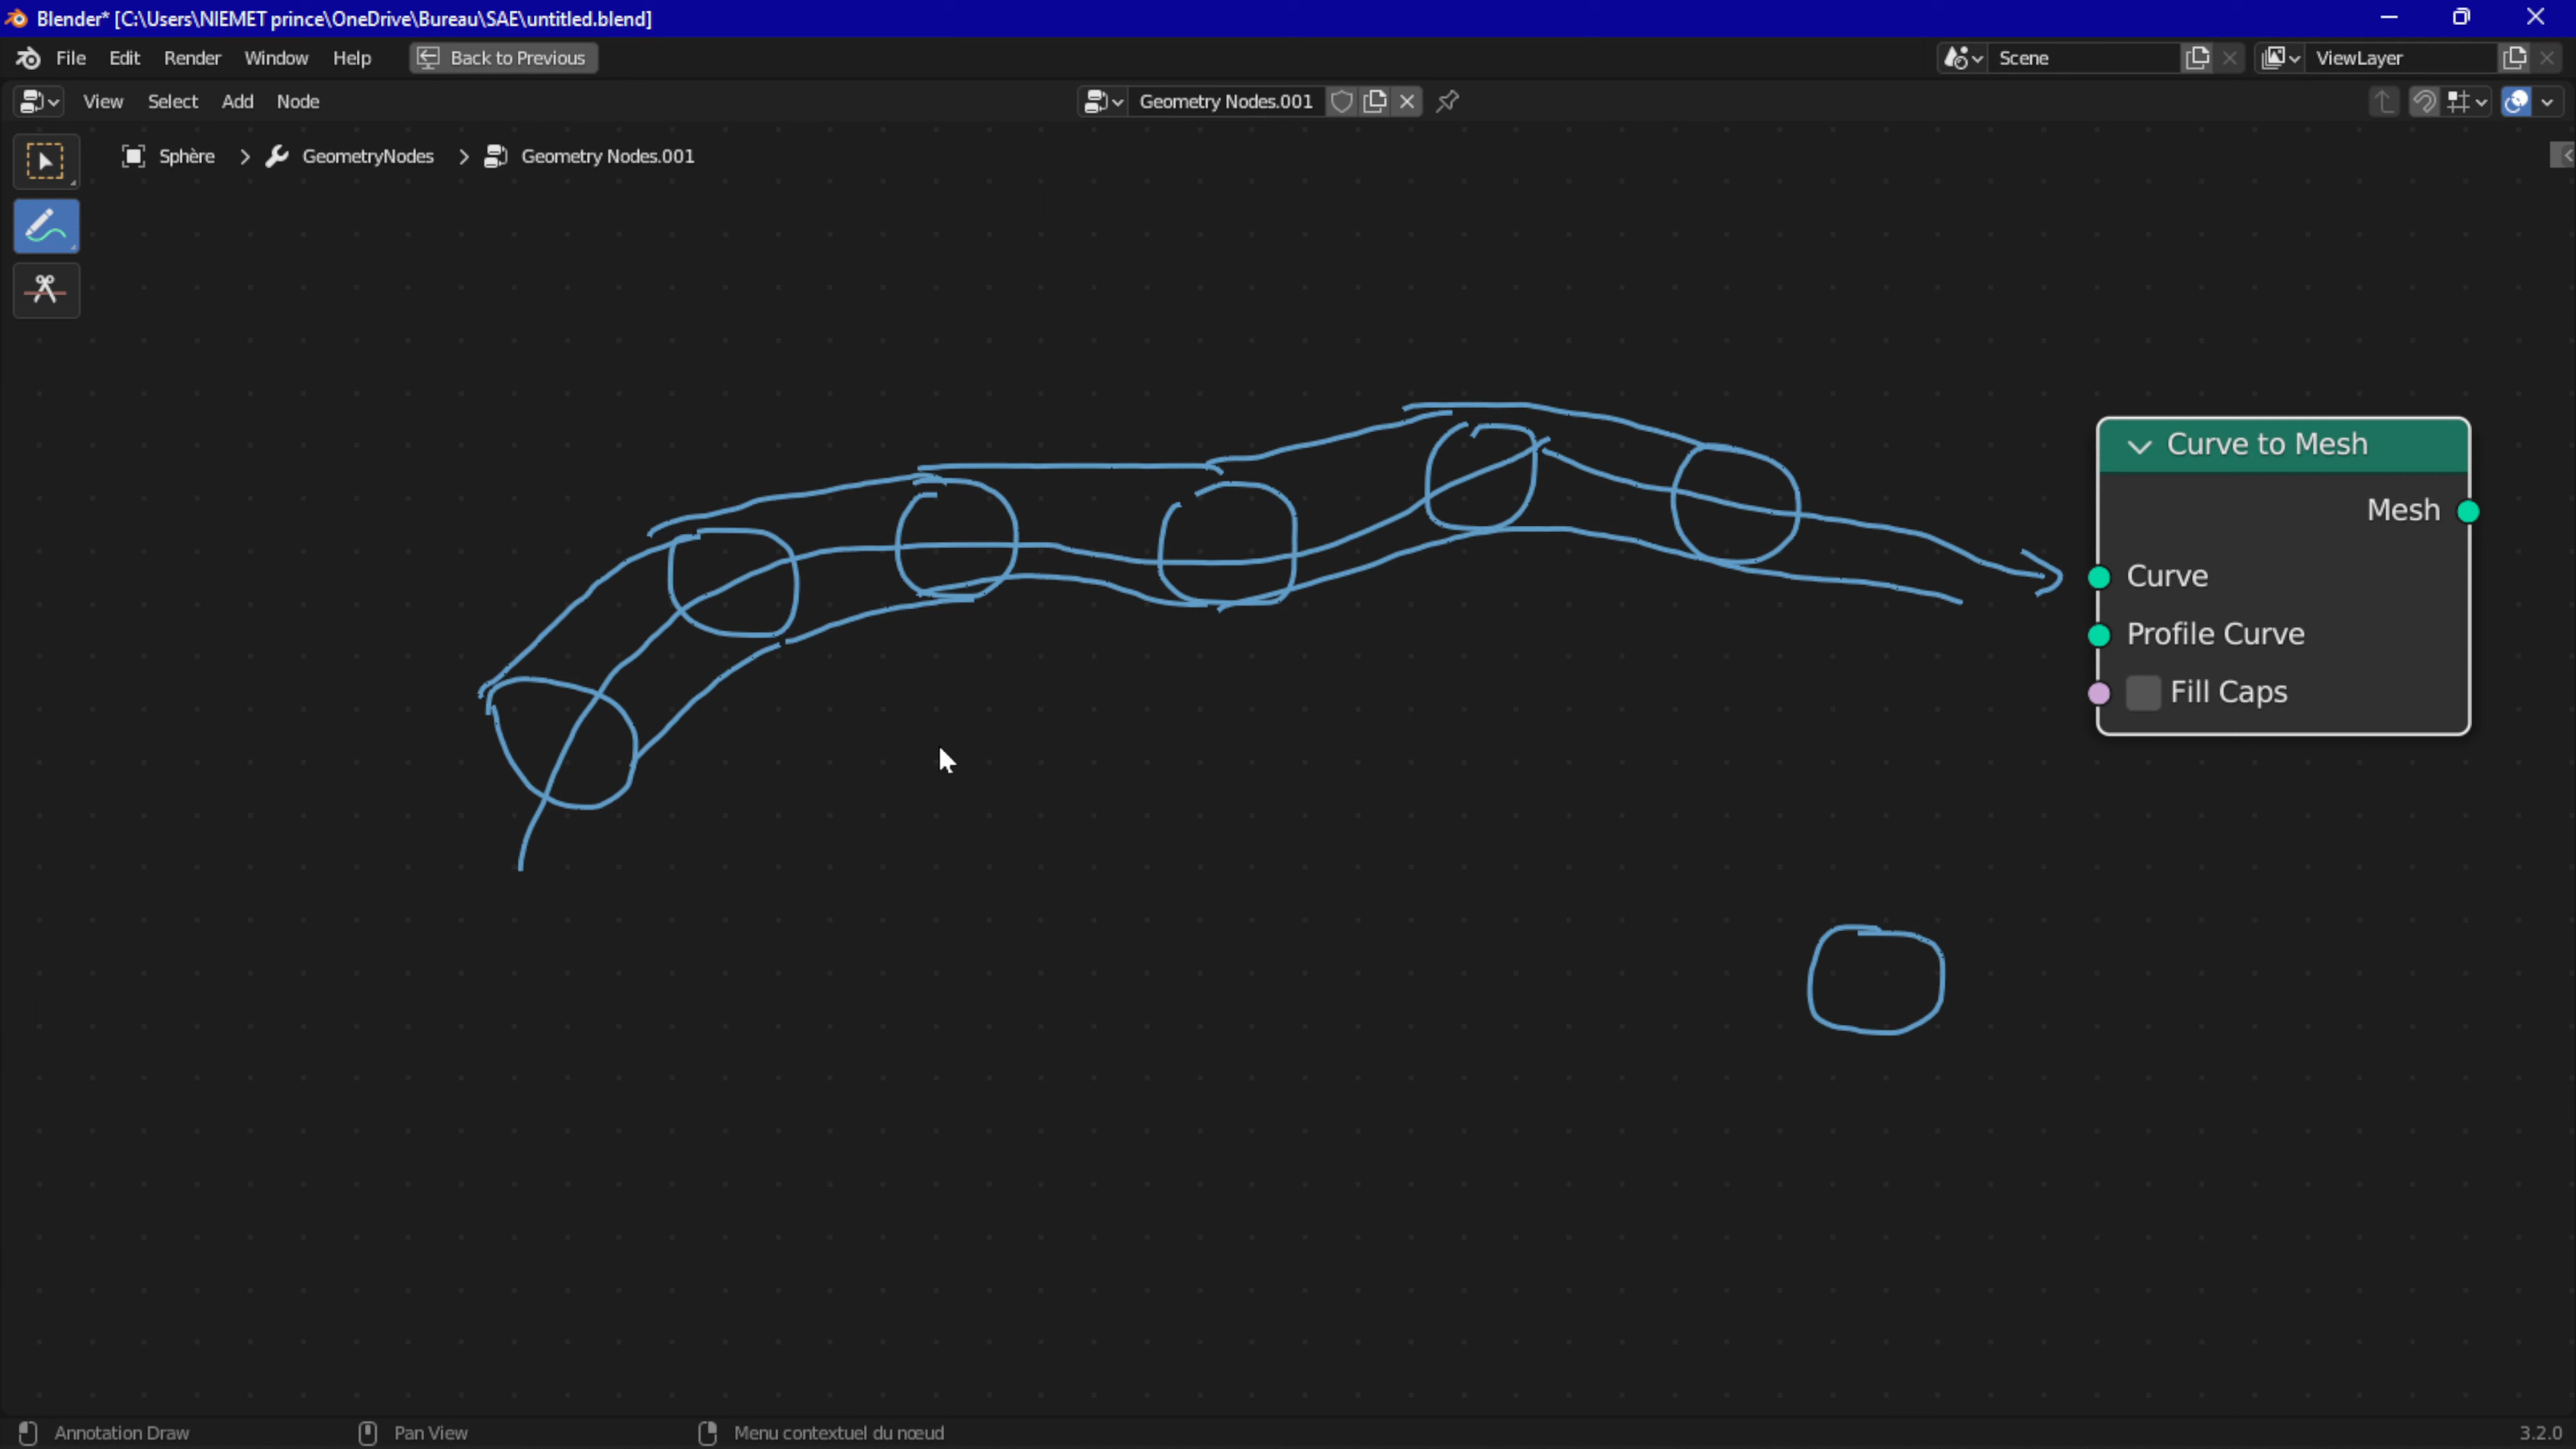 Blender* [C:\Users\NIEMET prince\OneDrive\Bureau\SAE\untitled.blend]
File Edit Render Window Help Back to Previous Scene ViewLayer
View Select Add Node Geometry Nodes.001
Sphère GeometryNodes Geometry Nodes.001
Curve to Mesh
Mesh
Curve
Profile Curve
Fill Caps
Annotation Draw Pan View Menu contextuel du nœud 3.2.0